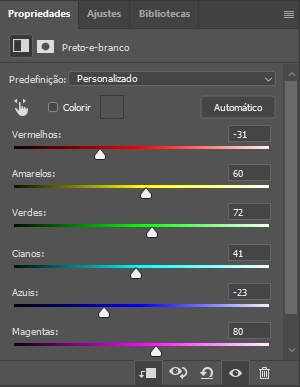 Propriedades Ajustes Bibliotecas
Preto-e-branco
Predefinição: Personalizado
Colorir Automático
Vermelhos: -31
Amarelos: 60
Verdes: 72
Cianos: 41
Azuis: -23
Magentas: 80